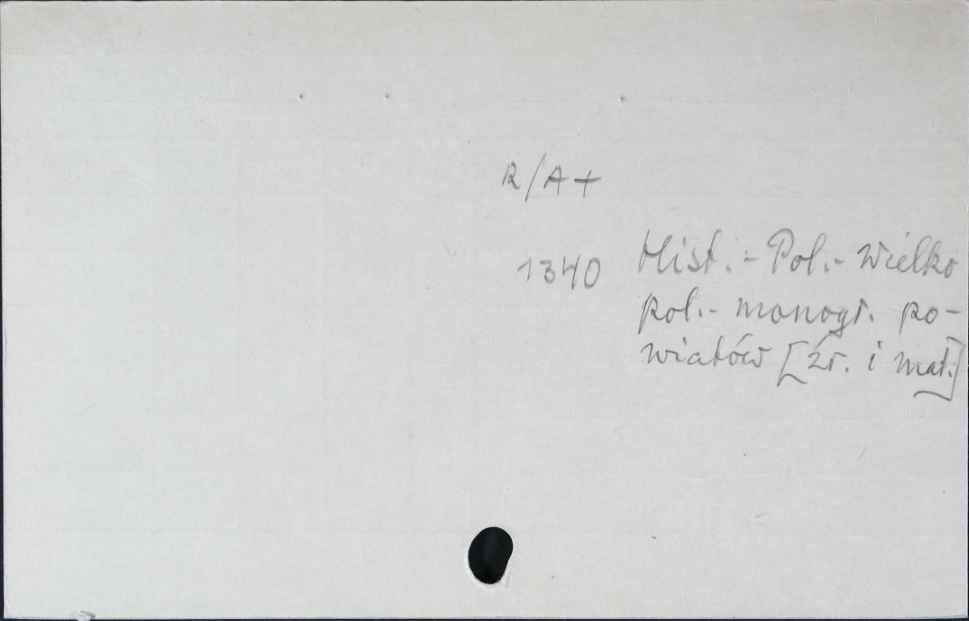 R/A+
1340 Hist. - Pol. - Wielko
pol. - monogr. po-
wiatów [źr. i mat.]